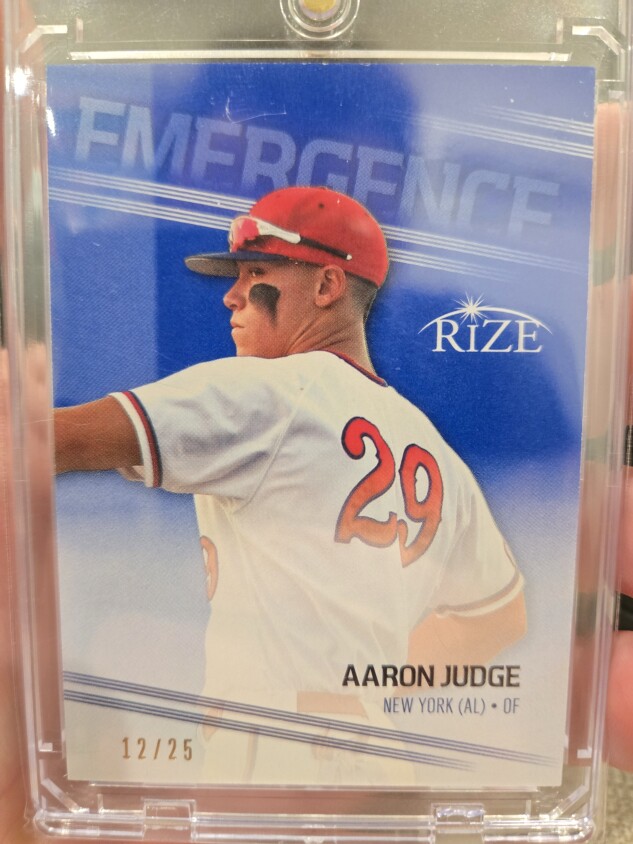 EMERGENCE
RIZE
29
AARON JUDGE
NEW YORK (AL) • OF
12/25